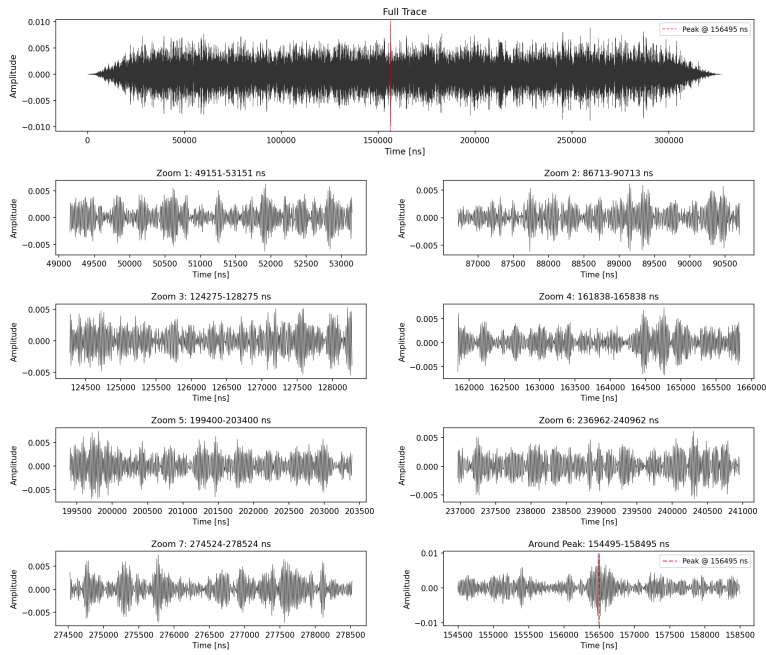 Full Trace
Amplitude
0.010
0.005
0.000
−0.005
−0.010
Peak @ 156495 ns
0 50000 100000 150000 200000 250000 300000
Time [ns]
Zoom 1: 49151-53151 ns
Amplitude
0.005
0.000
−0.005
49000 49500 50000 50500 51000 51500 52000 52500 53000
Time [ns]
Zoom 2: 86713-90713 ns
Amplitude
0.005
0.000
−0.005
87000 87500 88000 88500 89000 89500 90000 90500
Time [ns]
Zoom 3: 124275-128275 ns
Amplitude
0.005
0.000
−0.005
124500 125000 125500 126000 126500 127000 127500 128000
Time [ns]
Zoom 4: 161838-165838 ns
Amplitude
0.005
0.000
−0.005
162000 162500 163000 163500 164000 164500 165000 165500 166000
Time [ns]
Zoom 5: 199400-203400 ns
Amplitude
0.005
0.000
−0.005
199500 200000 200500 201000 201500 202000 202500 203000 203500
Time [ns]
Zoom 6: 236962-240962 ns
Amplitude
0.005
0.000
−0.005
237000 237500 238000 238500 239000 239500 240000 240500 241000
Time [ns]
Zoom 7: 274524-278524 ns
Amplitude
0.005
0.000
−0.005
274500 275000 275500 276000 276500 277000 277500 278000 278500
Time [ns]
Around Peak: 154495-158495 ns
Amplitude
0.01
0.00
−0.01
Peak @ 156495 ns
154500 155000 155500 156000 156500 157000 157500 158000 158500
Time [ns]